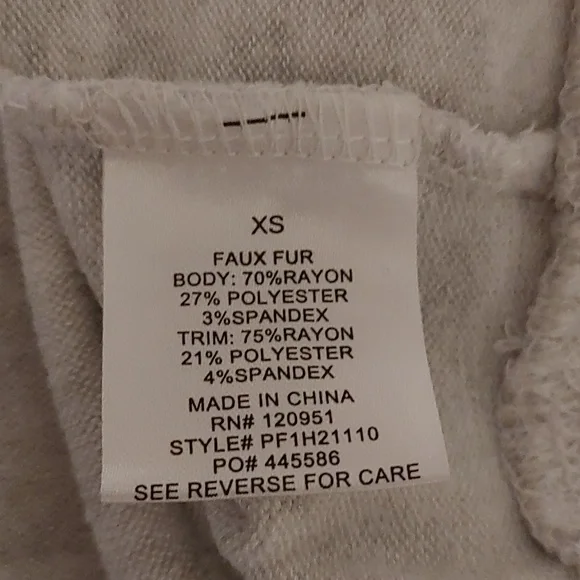 XS
FAUX FUR
BODY: 70%RAYON
27% POLYESTER
3%SPANDEX
TRIM: 75%RAYON
21% POLYESTER
4%SPANDEX
MADE IN CHINA
RN# 120951
STYLE# PF1H21110
PO# 445586
SEE REVERSE FOR CARE